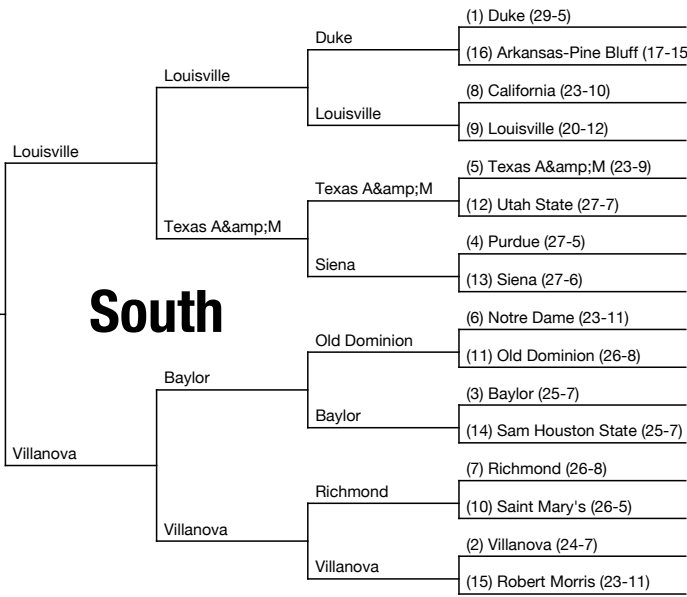 (1) Duke (29-5)
Duke
(16) Arkansas-Pine Bluff (17-15
Louisville
(8) California (23-10)
Louisville
(9) Louisville (20-12)
Louisville
(5) Texas A&amp;M (23-9)
Texas A&amp;M
(12) Utah State (27-7)
Texas A&amp;M
(4) Purdue (27-5)
Siena
(13) Siena (27-6)
South
(6) Notre Dame (23-11)
Old Dominion
(11) Old Dominion (26-8)
Baylor
(3) Baylor (25-7)
Baylor
(14) Sam Houston State (25-7)
Villanova
(7) Richmond (26-8)
Richmond
(10) Saint Mary's (26-5)
Villanova
(2) Villanova (24-7)
Villanova
(15) Robert Morris (23-11)